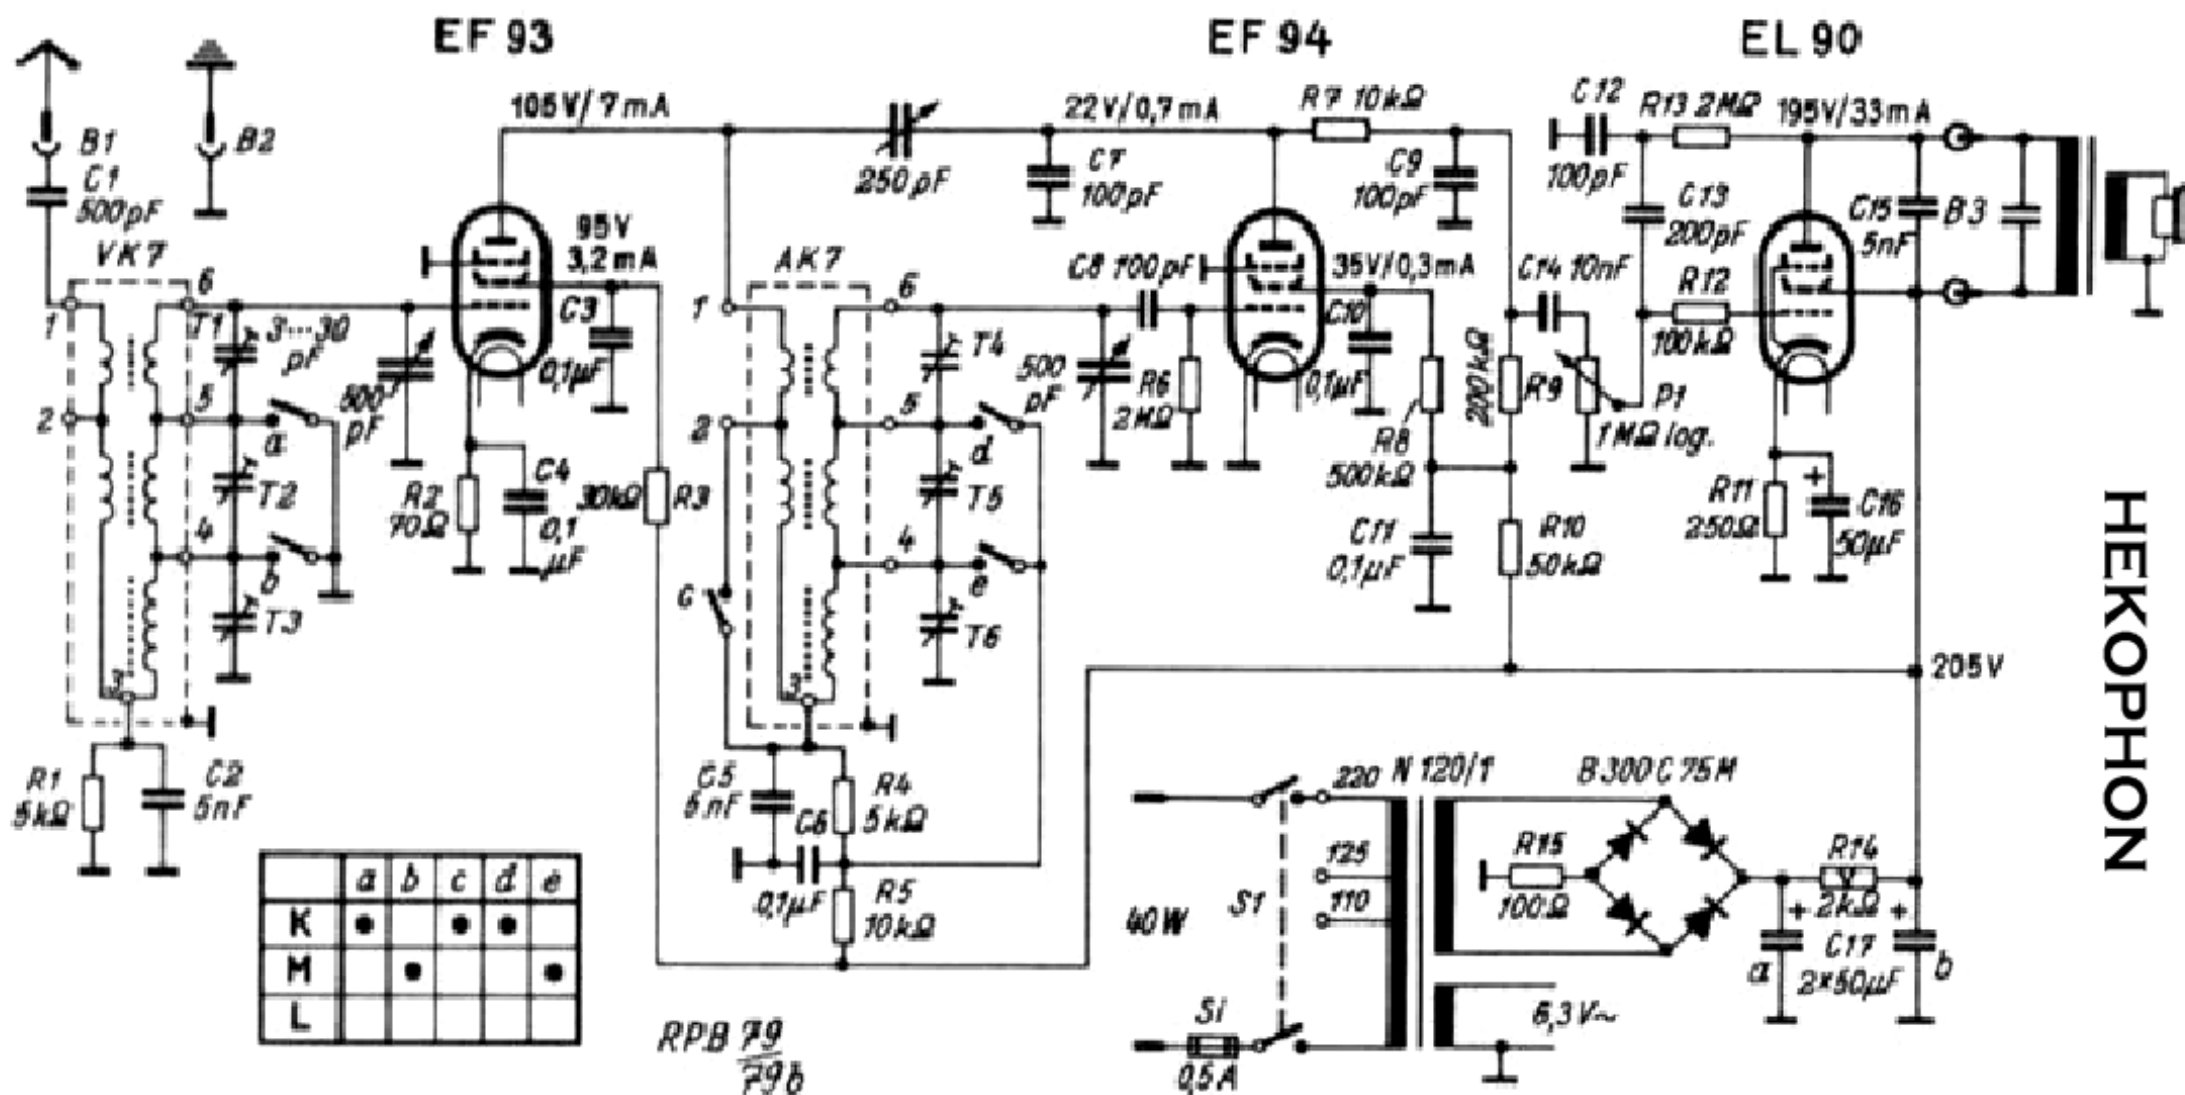 EF 93
EF 94
EL 90
105V/7mA
22V/0,7mA
R7 10kΩ
C12
R13 2MΩ
195V/33mA
B1
B2
C1
500pF
250pF
C7
100pF
C9
100pF
100pF
C13
200pF
C15
5nF
B3
VK7
95V
3,2mA
AK7
C8 100pF
35V/0,3mA
C14 10nF
R12
100kΩ
1
6
T1
3...30
pF
500
pF
C3
0,1µF
1
6
T4
500
pF
R6
2MΩ
C10
0,1µF
200kΩ
R9
P1
1MΩ log.
2
5
a
T2
R2
70Ω
C4
0,1
µF
30kΩ
R3
2
5
d
T5
R8
500kΩ
R11
250Ω
C16
50µF
+
4
b
T3
c
4
e
T6
C11
0,1µF
R10
50kΩ
3
3
205V
HEKOPHON
R1
5kΩ
C2
5nF
C5
5nF
R4
5kΩ
C6
0,1µF
R5
10kΩ
220
N 120/1
B300C75M
125
110
40W
S1
R15
100Ω
R14
2kΩ
+
+
a
C17
2×50µF
b
6,3V~
Si
0,5A
a b c d e
K
M
L
RPB 79
79b